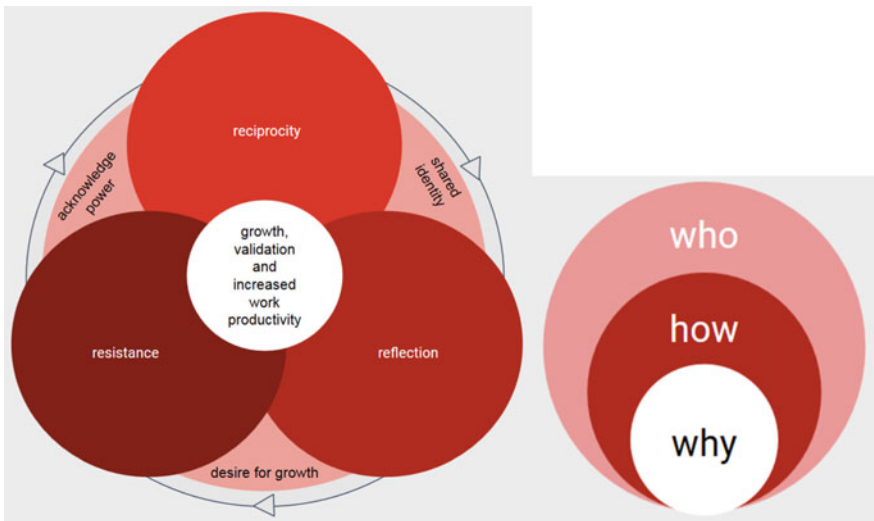 reciprocity
acknowledge
power
shared
identity
growth,
validation
and
increased
work
productivity
resistance
reflection
desire for growth
who
how
why